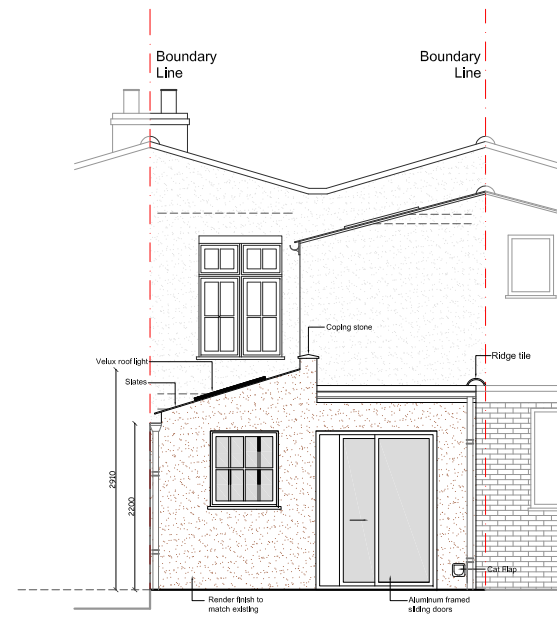 Boundary
Line
Boundary
Line
Coping stone
Ridge tile
Velux roof light
Slates
2910
2200
Cat Flap
Render finish to
match existing
Aluminum framed
sliding doors